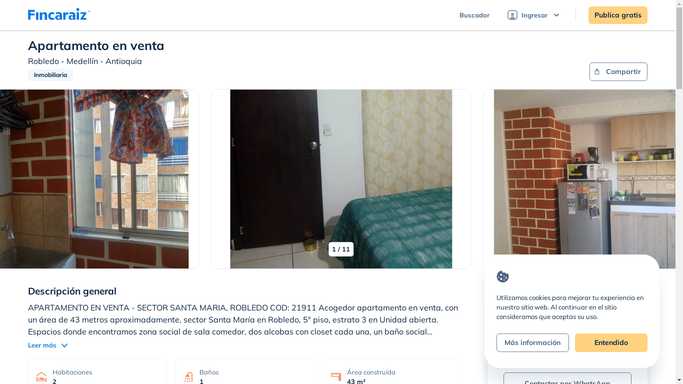 Fincaraiz
Buscador
Ingresar
Publica gratis
Apartamento en venta
Robledo - Medellín - Antioquia
Inmobiliaria
Compartir
1 / 11
Descripción general
APARTAMENTO EN VENTA - SECTOR SANTA MARIA, ROBLEDO COD: 21911 Acogedor apartamento en venta, con
un área de 43 metros aproximadamente, sector Santa María en Robledo, 5° piso, estrato 3 en Unidad abierta.
Espacios donde encontramos zona social de sala comedor, dos alcobas con closet cada una, un baño social...
Leer más
Utilizamos cookies para mejorar tu experiencia en
nuestro sitio web. Al continuar en el sitio
consideramos que aceptas su uso.
Más información
Entendido
Habitaciones
2
Baños
1
Área construida
43 m²
Contactar por WhatsApp